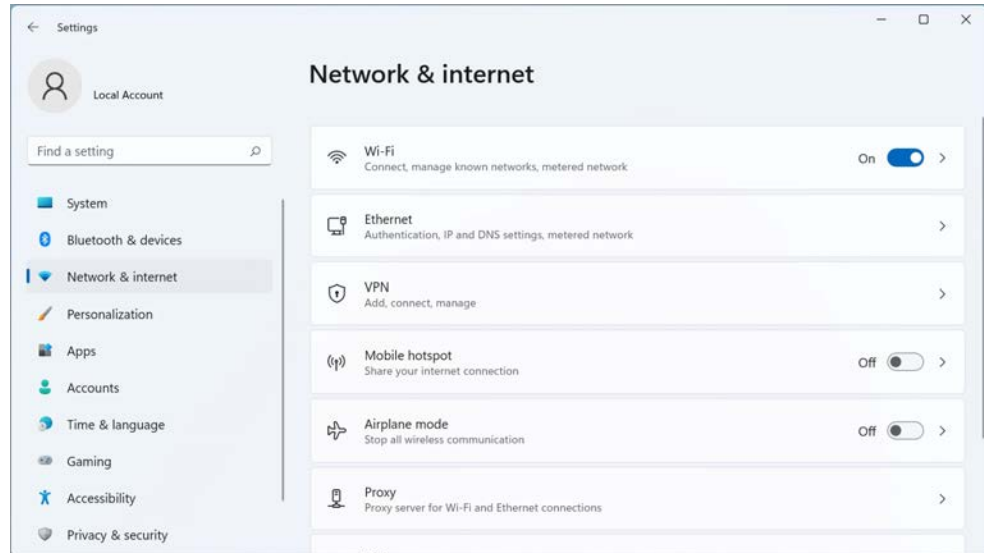 Settings
Local Account
Find a setting
System
Bluetooth & devices
Network & internet
Personalization
Apps
Accounts
Time & language
Gaming
Accessibility
Privacy & security
Network & internet
Wi-Fi
Connect, manage known networks, metered network
On
Ethernet
Authentication, IP and DNS settings, metered network
VPN
Add, connect, manage
Mobile hotspot
Share your internet connection
Off
Airplane mode
Stop all wireless communication
Off
Proxy
Proxy server for Wi-Fi and Ethernet connections